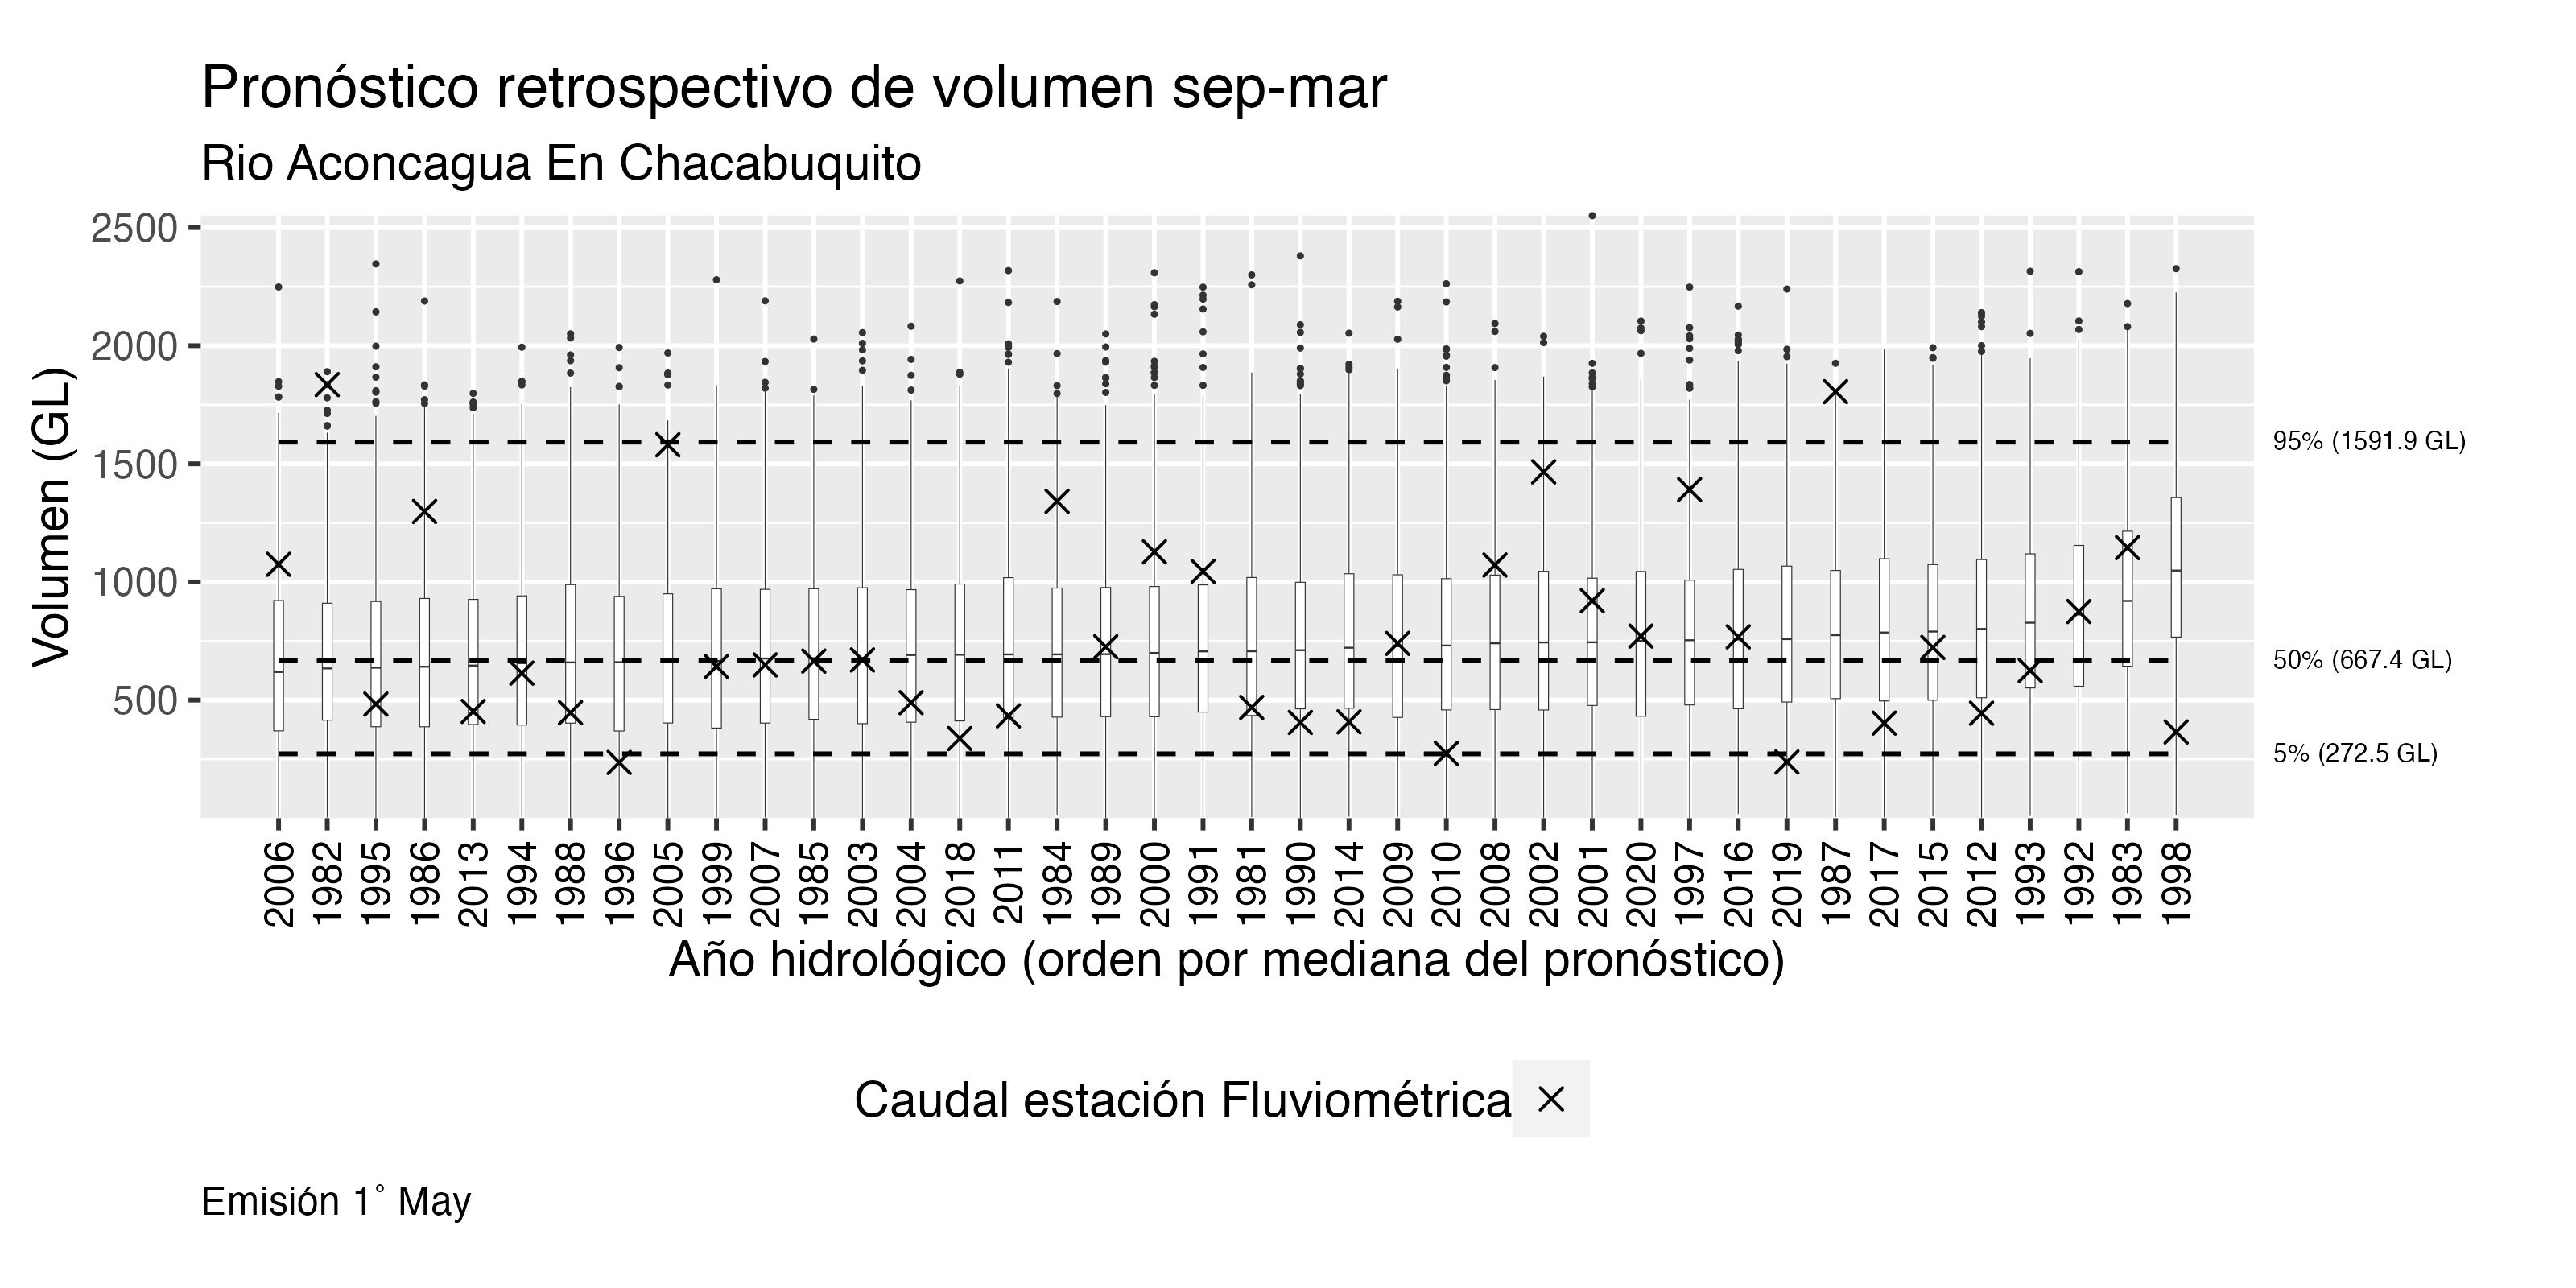 Pronóstico retrospectivo de volumen sep-mar
Rio Aconcagua En Chacabuquito
Volumen (GL)
2500
2000
1500
1000
500
95% (1591.9 GL)
50% (667.4 GL)
5% (272.5 GL)
2006 1982 1995 1986 2013 1994 1988 1996 2005 1999 2007 1985 2003 2004 2018 2011 1984 1989 2000 1991 1981 1990 2014 2009 2010 2008 2002 2001 2020 1997 2016 2019 1987 2017 2015 2012 1993 1992 1983 1998
Año hidrológico (orden por mediana del pronóstico)
Caudal estación Fluviométrica
Emisión 1° May